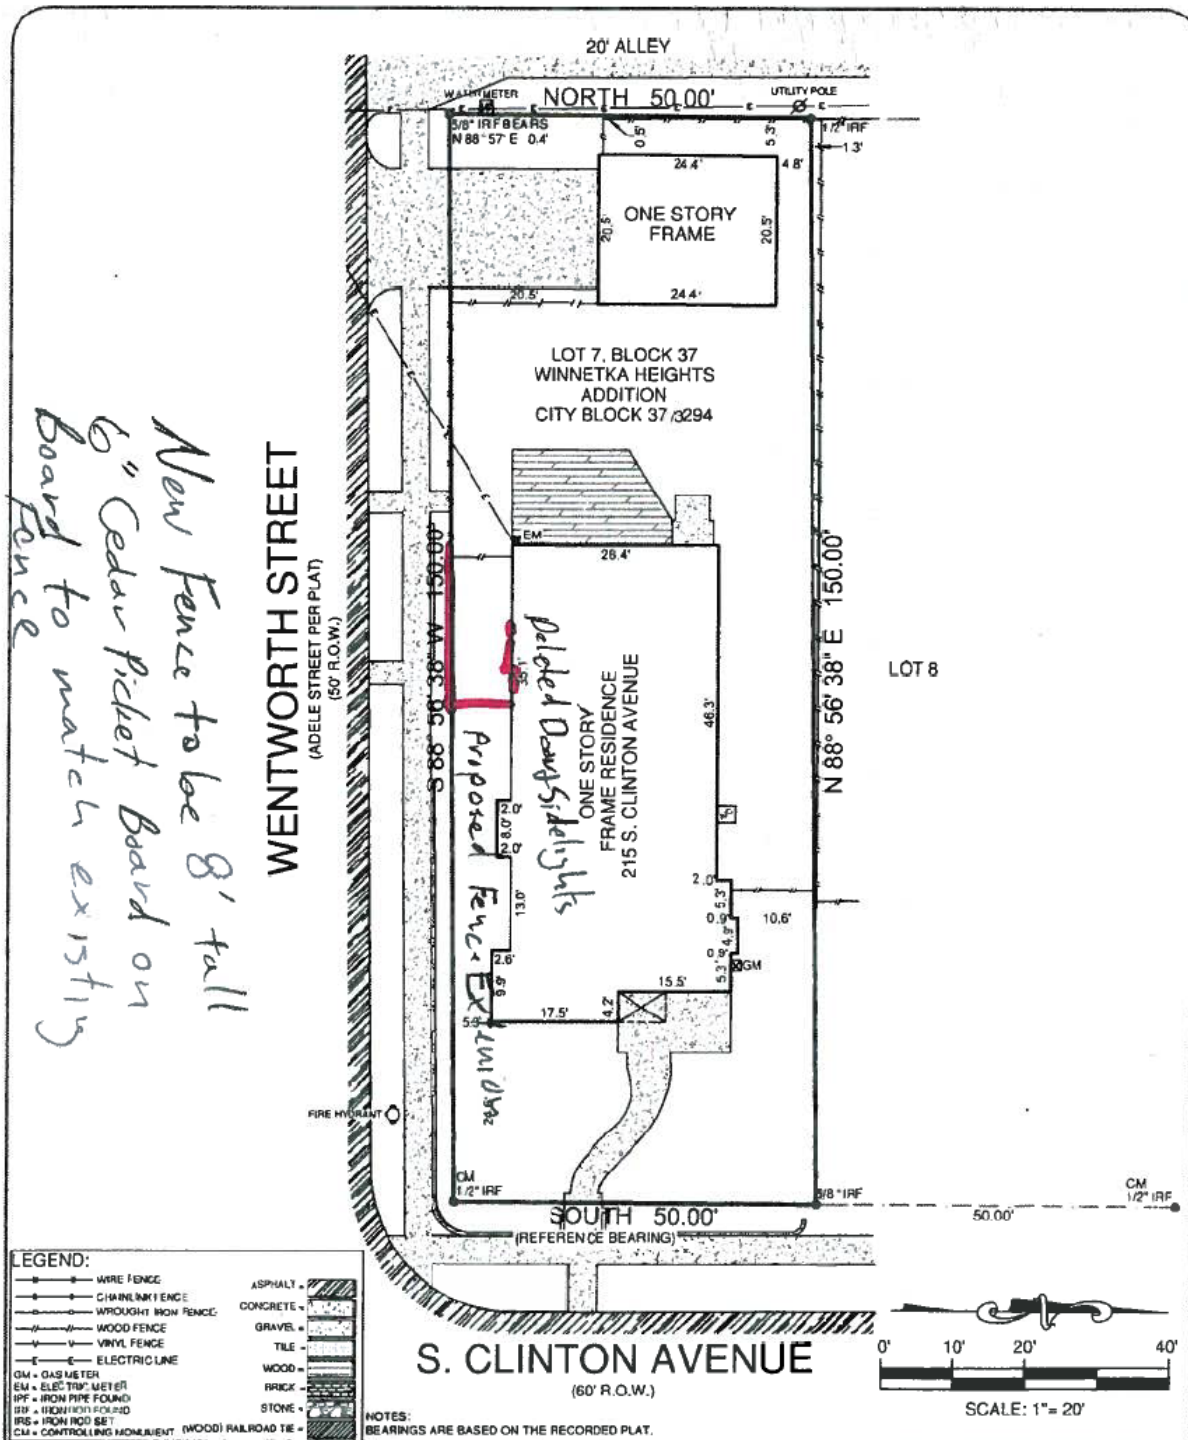 20' ALLEY
WATER METER
NORTH 50.00'
UTILITY POLE
E E E E E
5/8" IRF BEARS
N 88°57' E 0.4'
0.5'
5.3'
1/2" IRF
1.3'
24.4'
4.8'
ONE STORY
FRAME
20.5'
20.5'
20.5'
24.4'
LOT 7, BLOCK 37
WINNETKA HEIGHTS
ADDITION
CITY BLOCK 37/3294
New Fence to be 8' tall
6" Cedar Picket Board on
Board to match existing
Fence
WENTWORTH STREET
(ADELE STREET PER PLAT)
(50' R.O.W.)
S 88° 56' 38" W 150.00'
EM
28.4'
N 88° 56' 38" E 150.00'
LOT 8
ONE STORY
FRAME RESIDENCE
215 S. CLINTON AVENUE
46.3'
Proposed Fence
2.0'
8.0'
2.0'
13.0'
2.0'
5.3'
0.9'
4.9'
0.9'
5.3'
10.6'
GM
2.6'
9.9'
15.5'
17.5'
4.2'
FIRE HYDRANT
CM
1/2" IRF
5/8" IRF
CM
1/2" IRF
SOUTH 50.00'
50.00'
(REFERENCE BEARING)
LEGEND:
WIRE FENCE
CHAINLINK FENCE
WROUGHT IRON FENCE
WOOD FENCE
VINYL FENCE
E E ELECTRIC LINE
GM = GAS METER
EM = ELECTRIC METER
IPF = IRON PIPE FOUND
IRF = IRON ROD FOUND
IRS = IRON ROD SET
CM = CONTROLLING MONUMENT
ASPHALT =
CONCRETE =
GRAVEL =
TILE =
WOOD =
BRICK =
STONE =
(WOOD) RAILROAD TIE =
S. CLINTON AVENUE
(60' R.O.W.)
0' 10' 20' 40'
SCALE: 1"= 20'
NOTES:
BEARINGS ARE BASED ON THE RECORDED PLAT.